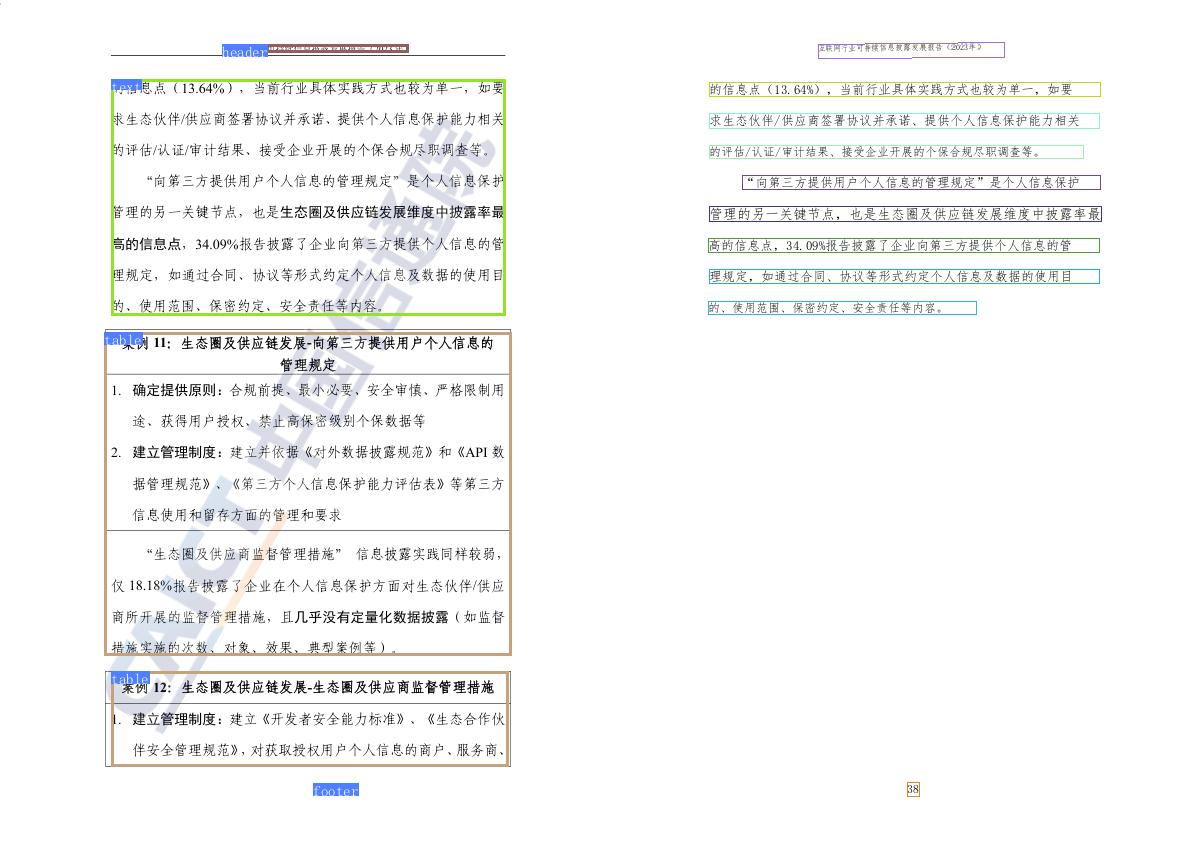 header
text
的信息点（13.64%），当前行业具体实践方式也较为单一，如要
求生态伙伴/供应商签署协议并承诺、提供个人信息保护能力相关
的评估/认证/审计结果、接受企业开展的个保合规尽职调查等。
“向第三方提供用户个人信息的管理规定”是个人信息保护
管理的另一关键节点，也是生态圈及供应链发展维度中披露率最
高的信息点，34.09%报告披露了企业向第三方提供个人信息的管
理规定，如通过合同、协议等形式约定个人信息及数据的使用目
的、使用范围、保密约定、安全责任等内容。
table
案例 11：生态圈及供应链发展-向第三方提供用户个人信息的
管理规定
1. 确定提供原则：合规前提、最小必要、安全审慎、严格限制用
途、获得用户授权、禁止高保密级别个保数据等
2. 建立管理制度：建立并依据《对外数据披露规范》和《API 数
据管理规范》、《第三方个人信息保护能力评估表》等第三方
信息使用和留存方面的管理和要求
“生态圈及供应商监督管理措施” 信息披露实践同样较弱，
仅 18.18%报告披露了企业在个人信息保护方面对生态伙伴/供应
商所开展的监督管理措施，且几乎没有定量化数据披露（如监督
措施实施的次数、对象、效果、典型案例等）。
table
案例 12：生态圈及供应链发展-生态圈及供应商监督管理措施
1. 建立管理制度：建立《开发者安全能力标准》、《生态合作伙
伴安全管理规范》，对获取授权用户个人信息的商户、服务商、
footer
CAICT 中国信通院
互联网行业可持续信息披露发展报告（2023年）
的信息点（13.64%），当前行业具体实践方式也较为单一，如要
求生态伙伴/供应商签署协议并承诺、提供个人信息保护能力相关
的评估/认证/审计结果、接受企业开展的个保合规尽职调查等。
“向第三方提供用户个人信息的管理规定”是个人信息保护
管理的另一关键节点，也是生态圈及供应链发展维度中披露率最
高的信息点，34.09%报告披露了企业向第三方提供个人信息的管
理规定，如通过合同、协议等形式约定个人信息及数据的使用目
的、使用范围、保密约定、安全责任等内容。
38